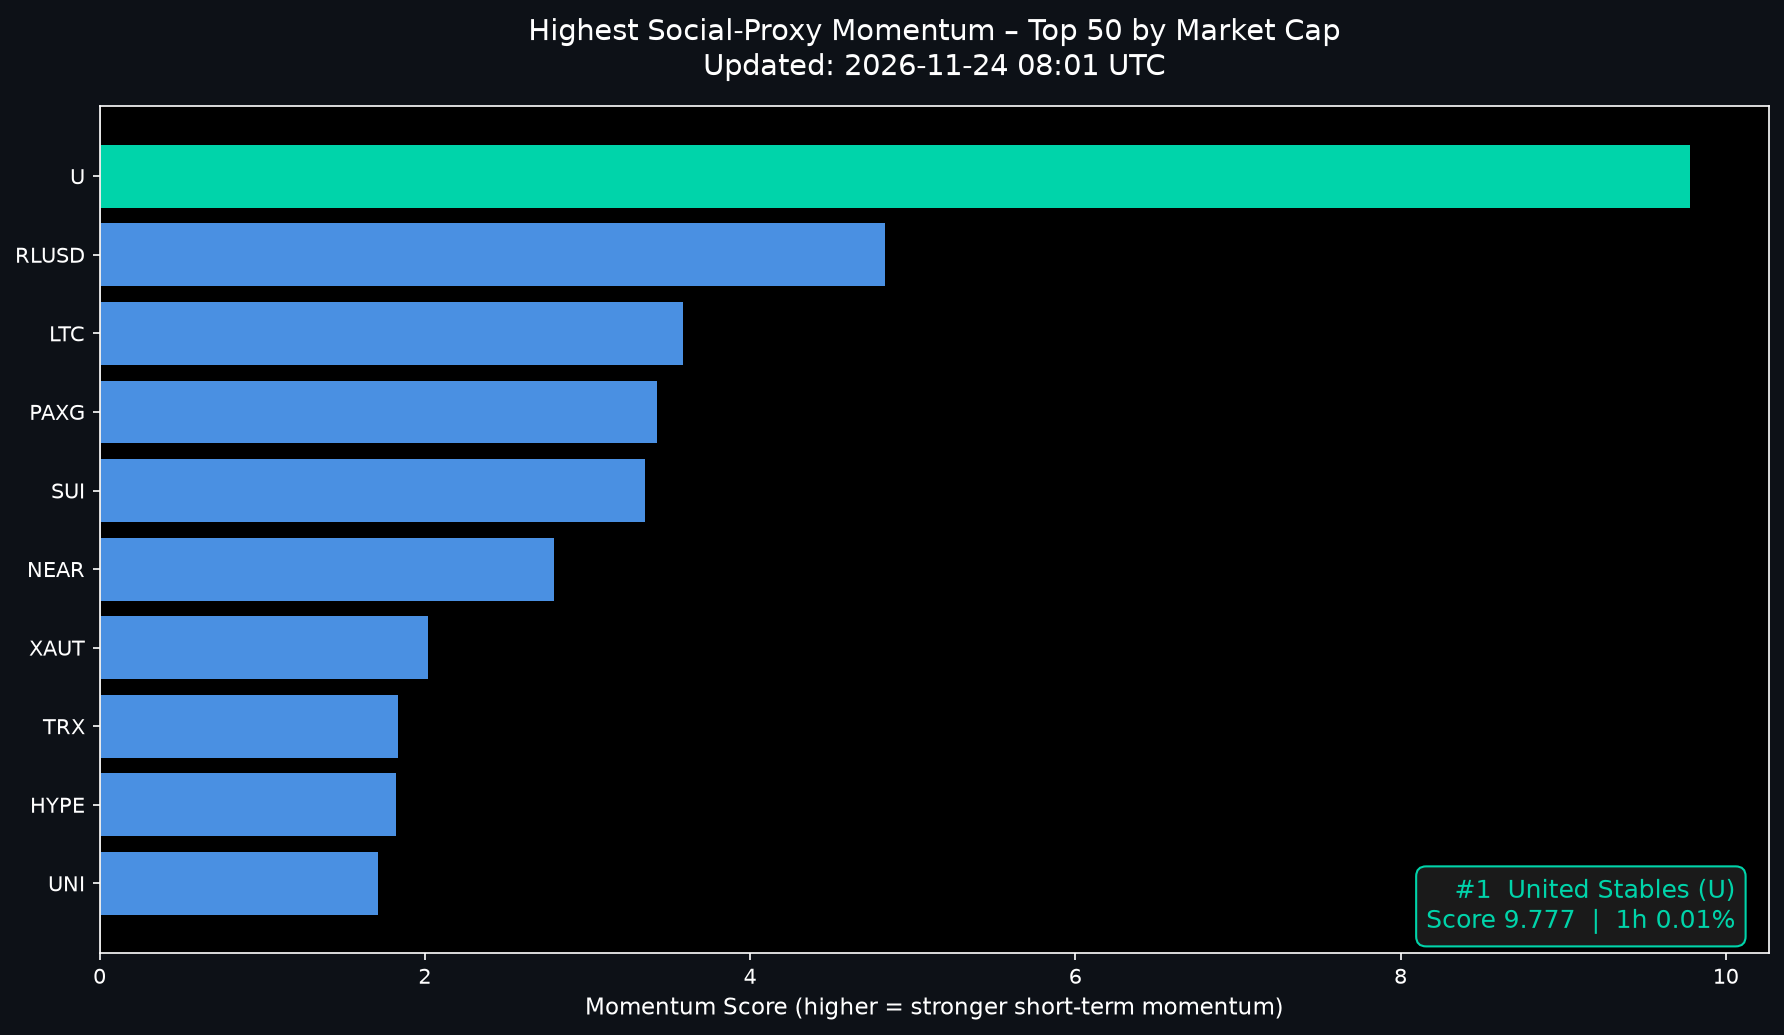 Highest Social-Proxy Momentum – Top 50 by Market Cap
Updated: 2026-11-24 08:01 UTC
U
RLUSD
LTC
PAXG
SUI
NEAR
XAUT
TRX
HYPE
UNI
#1  United Stables (U)
Score 9.777  |  1h 0.01%
0 2 4 6 8 10
Momentum Score (higher = stronger short-term momentum)